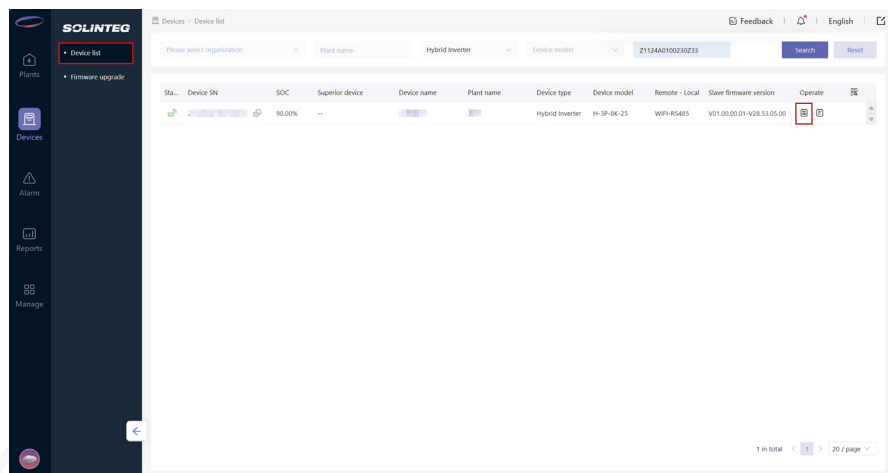 SOLINTEG
Devices > Device list
Feedback
English
Plants
Devices
Alarm
Reports
Manage
• Device list
• Firmware upgrade
Please select organization
Plant name
Hybrid Inverter
Device model
Z1124A0100230Z33
Search
Reset
Sta... Device SN SOC Superior device Device name Plant name Device type Device model Remote - Local Slave firmware version Operate
90.00% -- Hybrid Inverter H-3P-8K-25 WIFI-RS485 V01.00.00.01-V28.53.05.00
1 in total < 1 > 20 / page